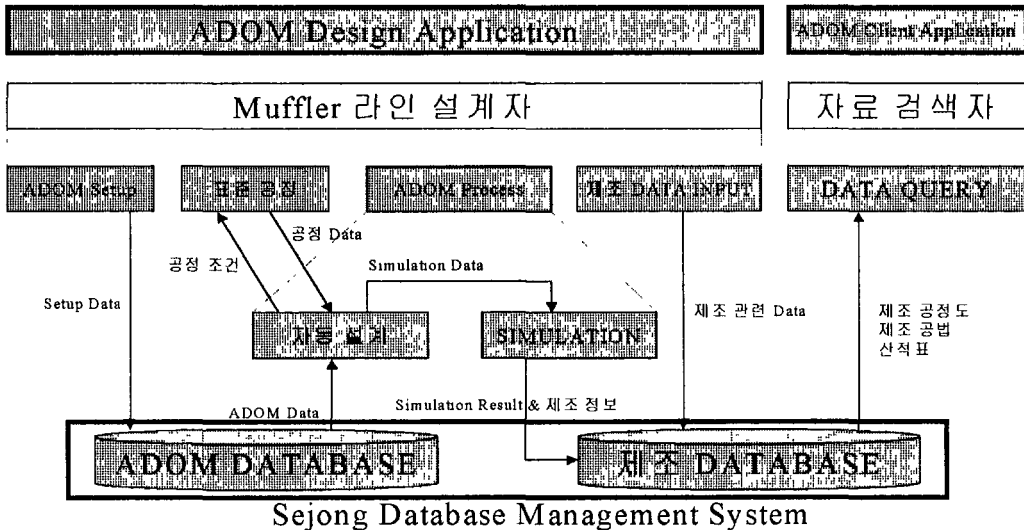 ADOM Design Application
ADOM Client Application
Muffler 라인 설계자
자료 검색자
ADOM Setup
표준 공정
ADOM Process
제조 DATA INPUT
DATA QUERY
공정 Data
공정 조건
Simulation Data
Setup Data
제조 관련 Data
제조 공정도
제조 공법
산적표
자동 설계
SIMULATION
ADOM Data
Simulation Result & 제조 정보
ADOM DATABASE
제조 DATABASE
Sejong Database Management System